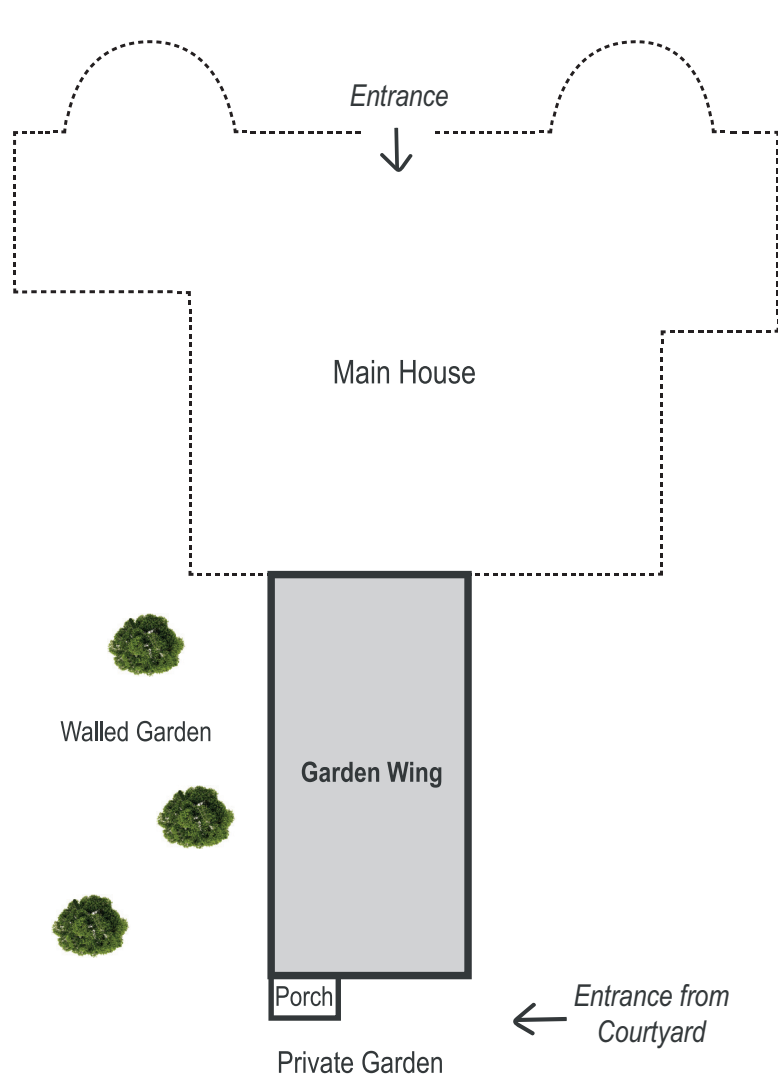 Entrance
Main House
Walled Garden
Garden Wing
Porch
Entrance from
Courtyard
Private Garden